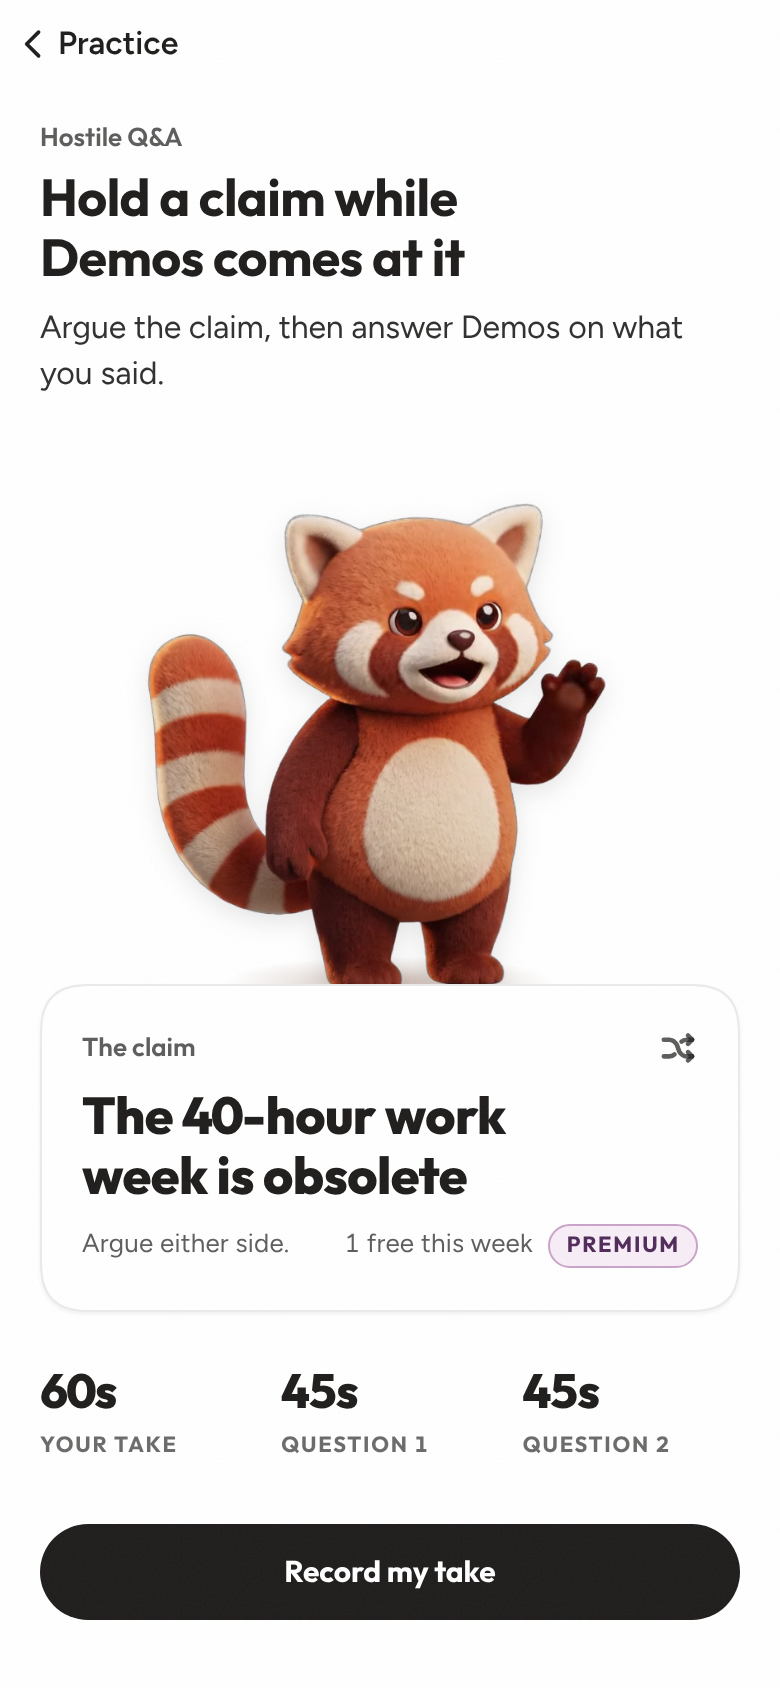 Practice
Hostile Q&A
Hold a claim while
Demos comes at it
Argue the claim, then answer Demos on what
you said.
The claim
The 40-hour work
week is obsolete
Argue either side. 1 free this week PREMIUM
60s 45s 45s
YOUR TAKE QUESTION 1 QUESTION 2
Record my take